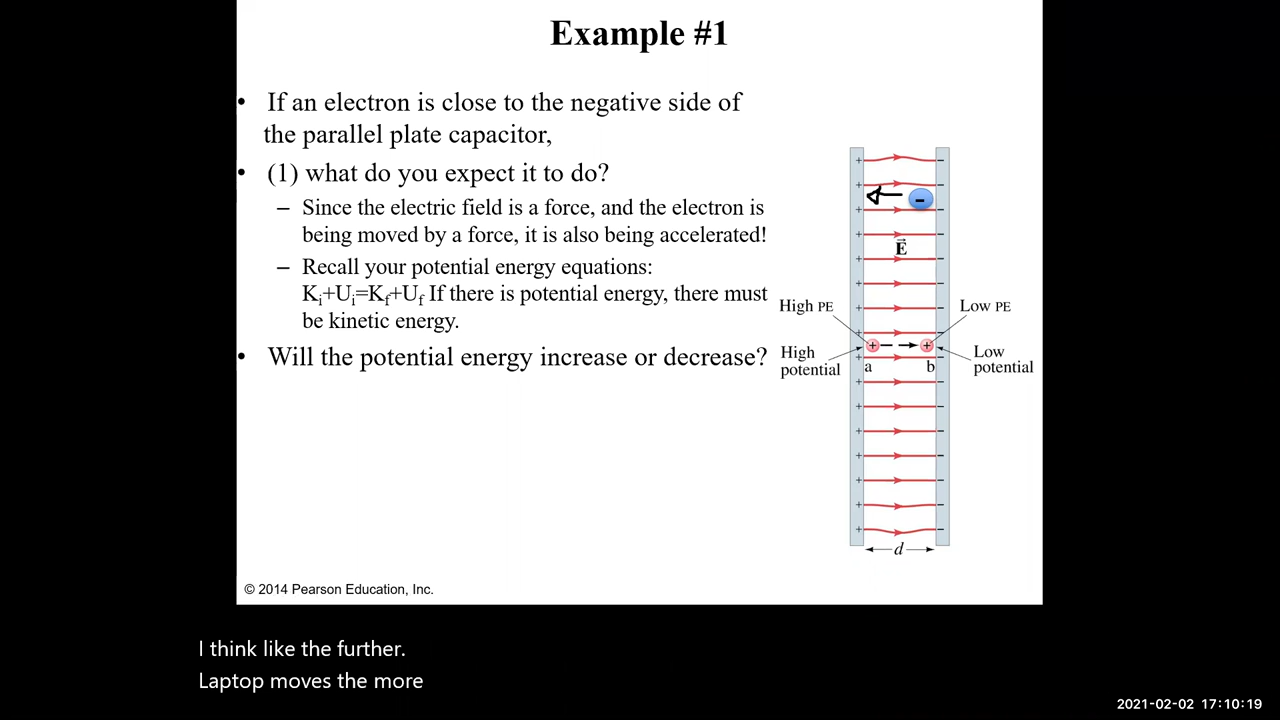 Example #1
• If an electron is close to the negative side of
the parallel plate capacitor,
• (1) what do you expect it to do?
– Since the electric field is a force, and the electron is
being moved by a force, it is also being accelerated!
– Recall your potential energy equations:
Ki+Ui=Kf+Uf If there is potential energy, there must
be kinetic energy.
• Will the potential energy increase or decrease?
E
High PE
Low PE
High
potential
a
b
Low
potential
d
© 2014 Pearson Education, Inc.
I think like the further.
Laptop moves the more
2021-02-02 17:10:19